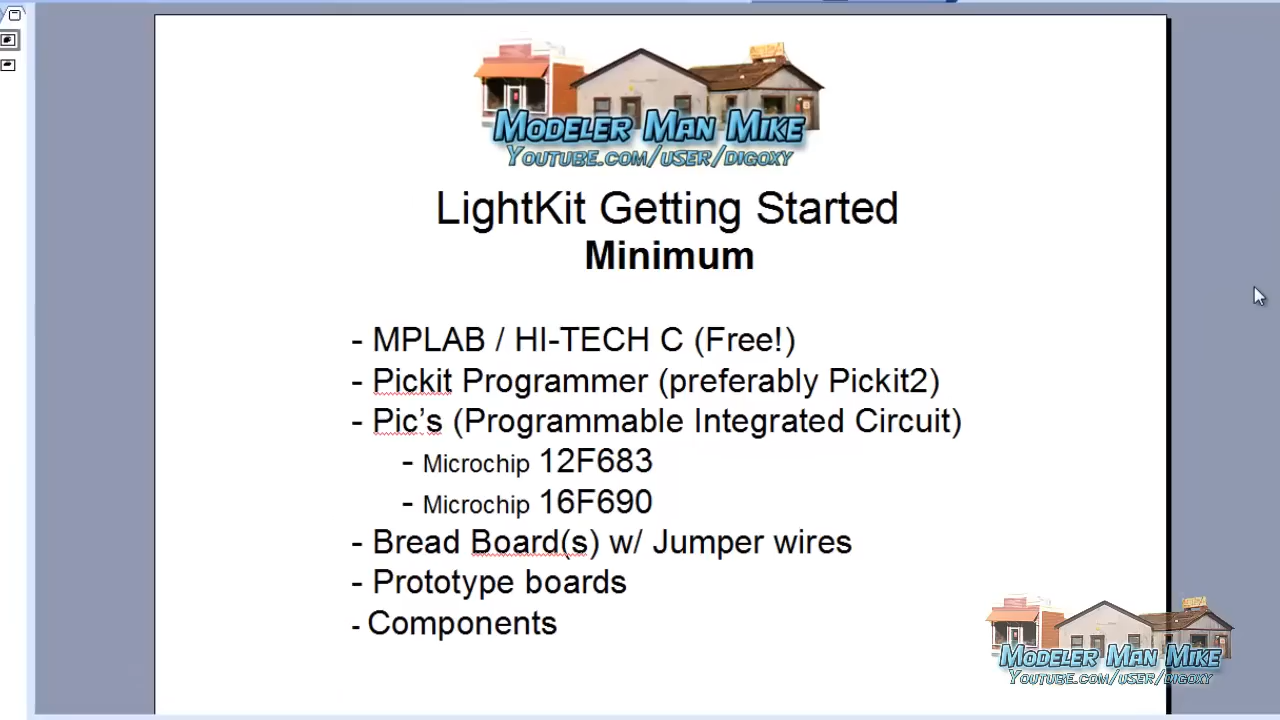 Modeler Man Mike
Youtube.com/user/digoxy
LightKit Getting Started
Minimum
- MPLAB / HI-TECH C (Free!)
- Pickit Programmer (preferably Pickit2)
- Pic’s (Programmable Integrated Circuit)
- Microchip 12F683
- Microchip 16F690
- Bread Board(s) w/ Jumper wires
- Prototype boards
- Components
Modeler Man Mike
Youtube.com/user/digoxy